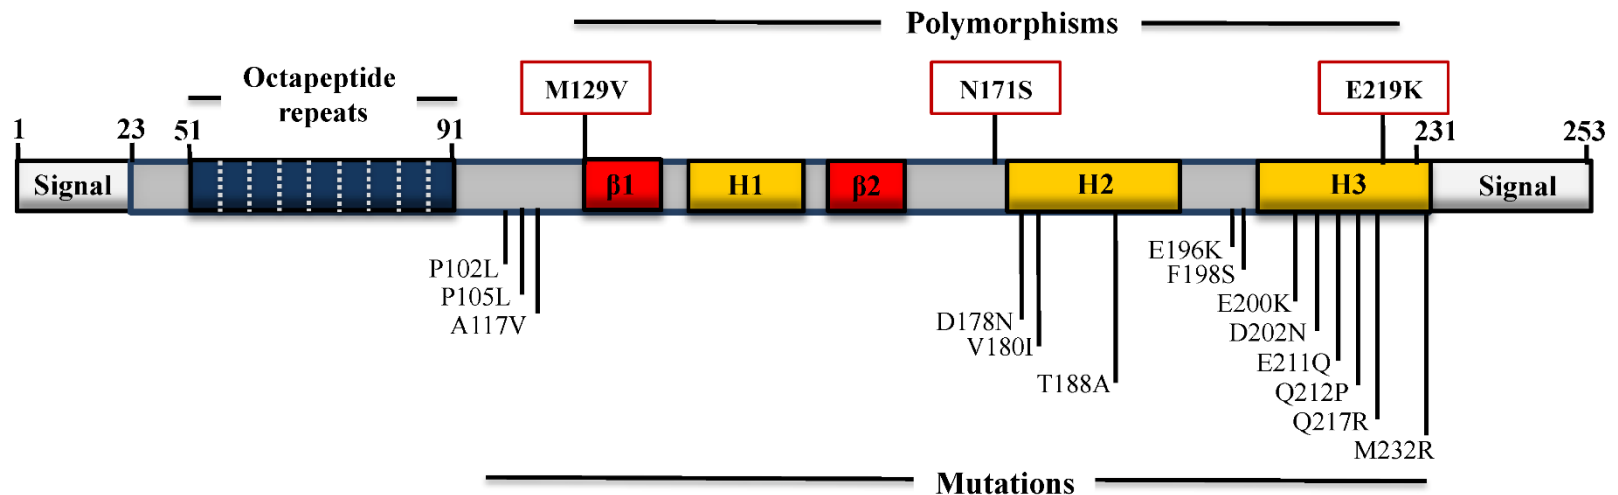 Polymorphisms
Octapeptide
repeats
M129V
N171S
E219K
1
23
51
91
231
253
Signal
β1
H1
β2
H2
H3
Signal
P102L
P105L
A117V
D178N
V180I
T188A
E196K
F198S
E200K
D202N
E211Q
Q212P
Q217R
M232R
Mutations